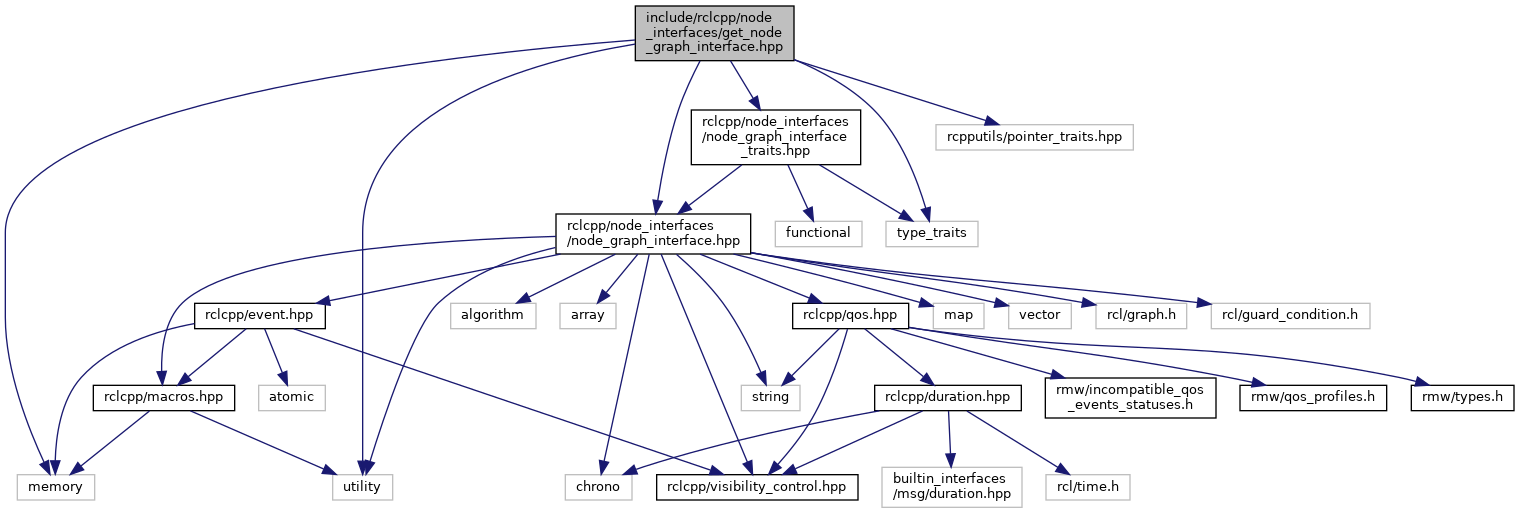 include/rclcpp/node
_interfaces/get_node
_graph_interface.hpp
rclcpp/node_interfaces
/node_graph_interface
_traits.hpp
rcpputils/pointer_traits.hpp
rclcpp/node_interfaces
/node_graph_interface.hpp
functional
type_traits
rclcpp/event.hpp
algorithm
array
rclcpp/qos.hpp
map
vector
rcl/graph.h
rcl/guard_condition.h
rclcpp/macros.hpp
atomic
string
rclcpp/duration.hpp
rmw/incompatible_qos
_events_statuses.h
rmw/qos_profiles.h
rmw/types.h
memory
utility
chrono
rclcpp/visibility_control.hpp
builtin_interfaces
/msg/duration.hpp
rcl/time.h